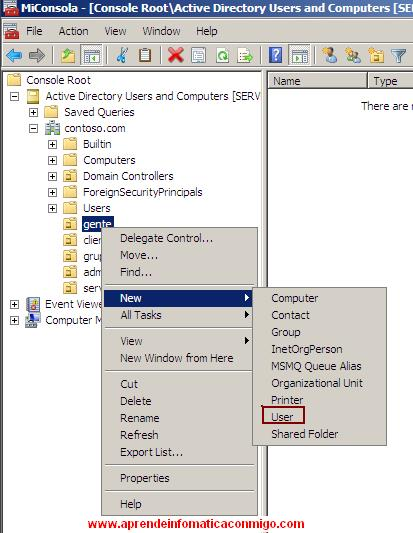 MiConsola - [Console Root\Active Directory Users and Computers [SE
File Action View Window Help
Console Root
Active Directory Users and Computers [SERV
Saved Queries
contoso.com
Builtin
Computers
Domain Controllers
ForeignSecurityPrincipals
Users
gente
clie
grup
adm
serv
Event Viewe
Computer M
Name Type
There are n
Delegate Control...
Move...
Find...
New
All Tasks
View
New Window from Here
Cut
Delete
Rename
Refresh
Export List...
Properties
Help
Computer
Contact
Group
InetOrgPerson
MSMQ Queue Alias
Organizational Unit
Printer
User
Shared Folder
www.aprendeinfomaticaconmigo.com